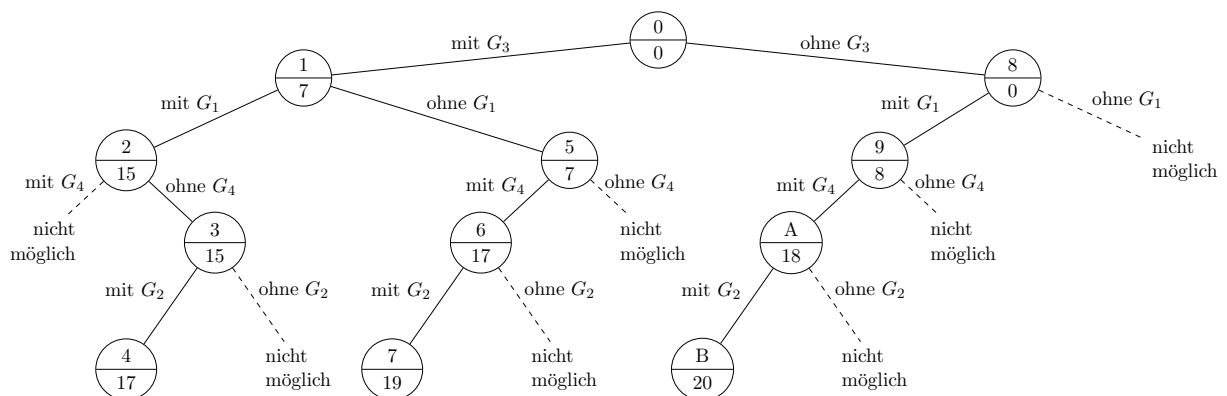 0
0
mit G3
ohne G3
1
7
8
0
mit G1
ohne G1
mit G1
ohne G1
2
15
5
7
9
8
nicht
möglich
mit G4
ohne G4
mit G4
ohne G4
mit G4
ohne G4
nicht
möglich
3
15
6
17
nicht
möglich
A
18
nicht
möglich
mit G2
ohne G2
mit G2
ohne G2
mit G2
ohne G2
4
17
nicht
möglich
7
19
nicht
möglich
B
20
nicht
möglich